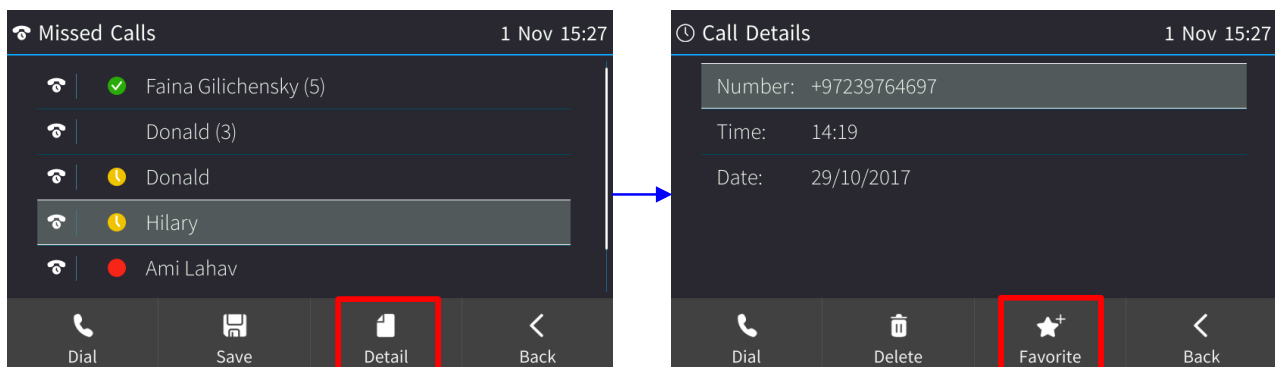 Missed Calls 1 Nov 15:27
Faina Gilichensky (5)
Donald (3)
Donald
Hilary
Ami Lahav
Dial Save Detail Back
Call Details 1 Nov 15:27
Number: +97239764697
Time: 14:19
Date: 29/10/2017
Dial Delete Favorite Back